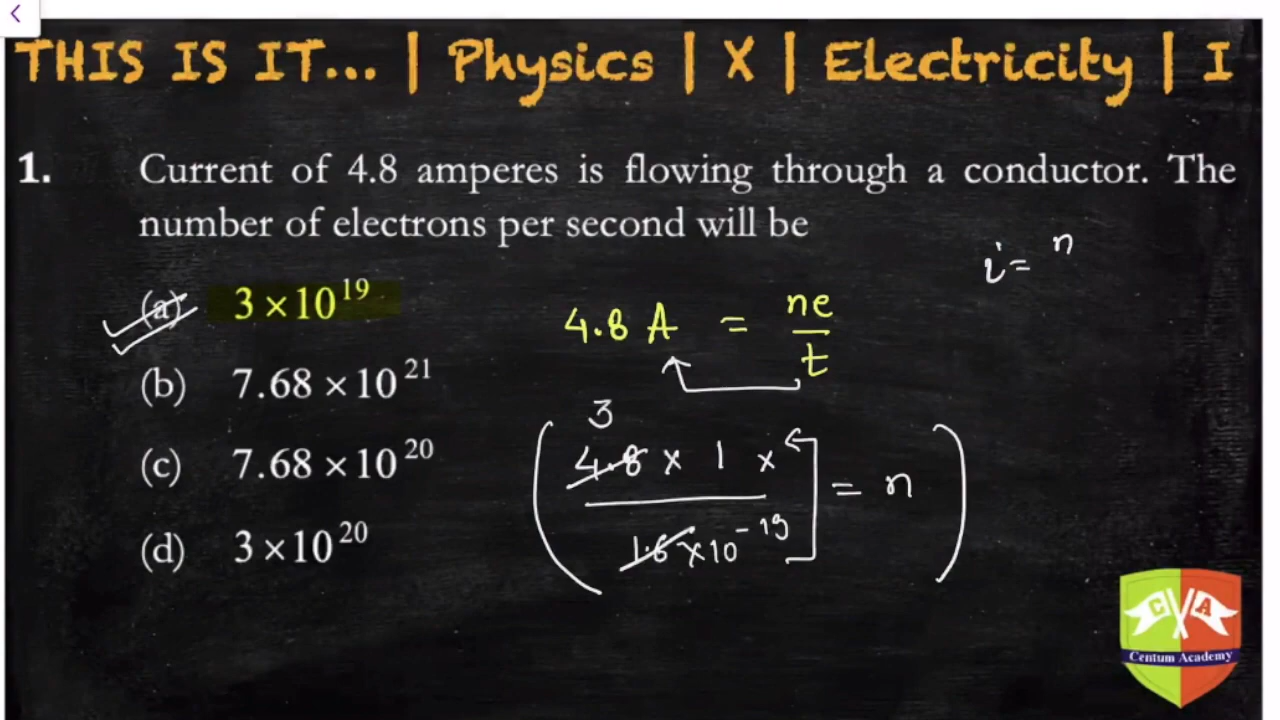 THIS IS IT... | Physics | X | Electricity | I
1. Current of 4.8 amperes is flowing through a conductor. The
number of electrons per second will be
i = n
(a) 3 × 10^19
4.8 A = ne/t
(b) 7.68 × 10^21
(c) 7.68 × 10^20
(d) 3 × 10^20
3
(4.8 × 1 × / 1.6 × 10^-19 = n)
C A
Centum Academy